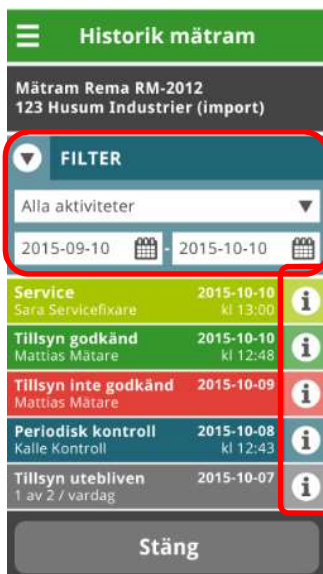 Historik mätram
Mätram Rema RM-2012
123 Husum Industrier (import)
FILTER
Alla aktiviteter
2015-09-10 - 2015-10-10
Service 2015-10-10
Sara Servicefixare kl 13:00
Tillsyn godkänd 2015-10-10
Mattias Mätare kl 12:48
Tillsyn inte godkänd 2015-10-09
Mattias Mätare
Periodisk kontroll 2015-10-08
Kalle Kontroll kl 12:43
Tillsyn utebliven 2015-10-07
1 av 2 / vardag
Stäng